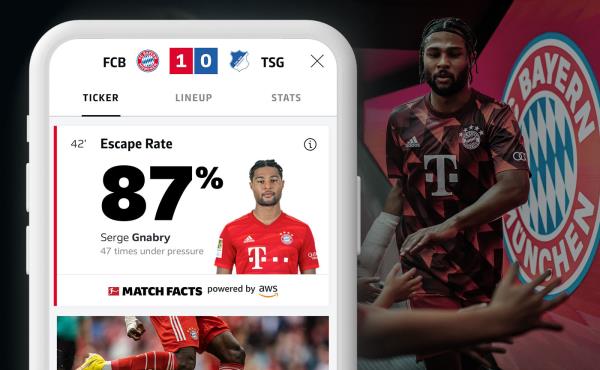 FCB 1 0 TSG
TICKER LINEUP STATS
42' Escape Rate
87%
Serge Gnabry
47 times under pressure
MATCH FACTS powered by aws
T
T
BAYERN
MÜNCHEN